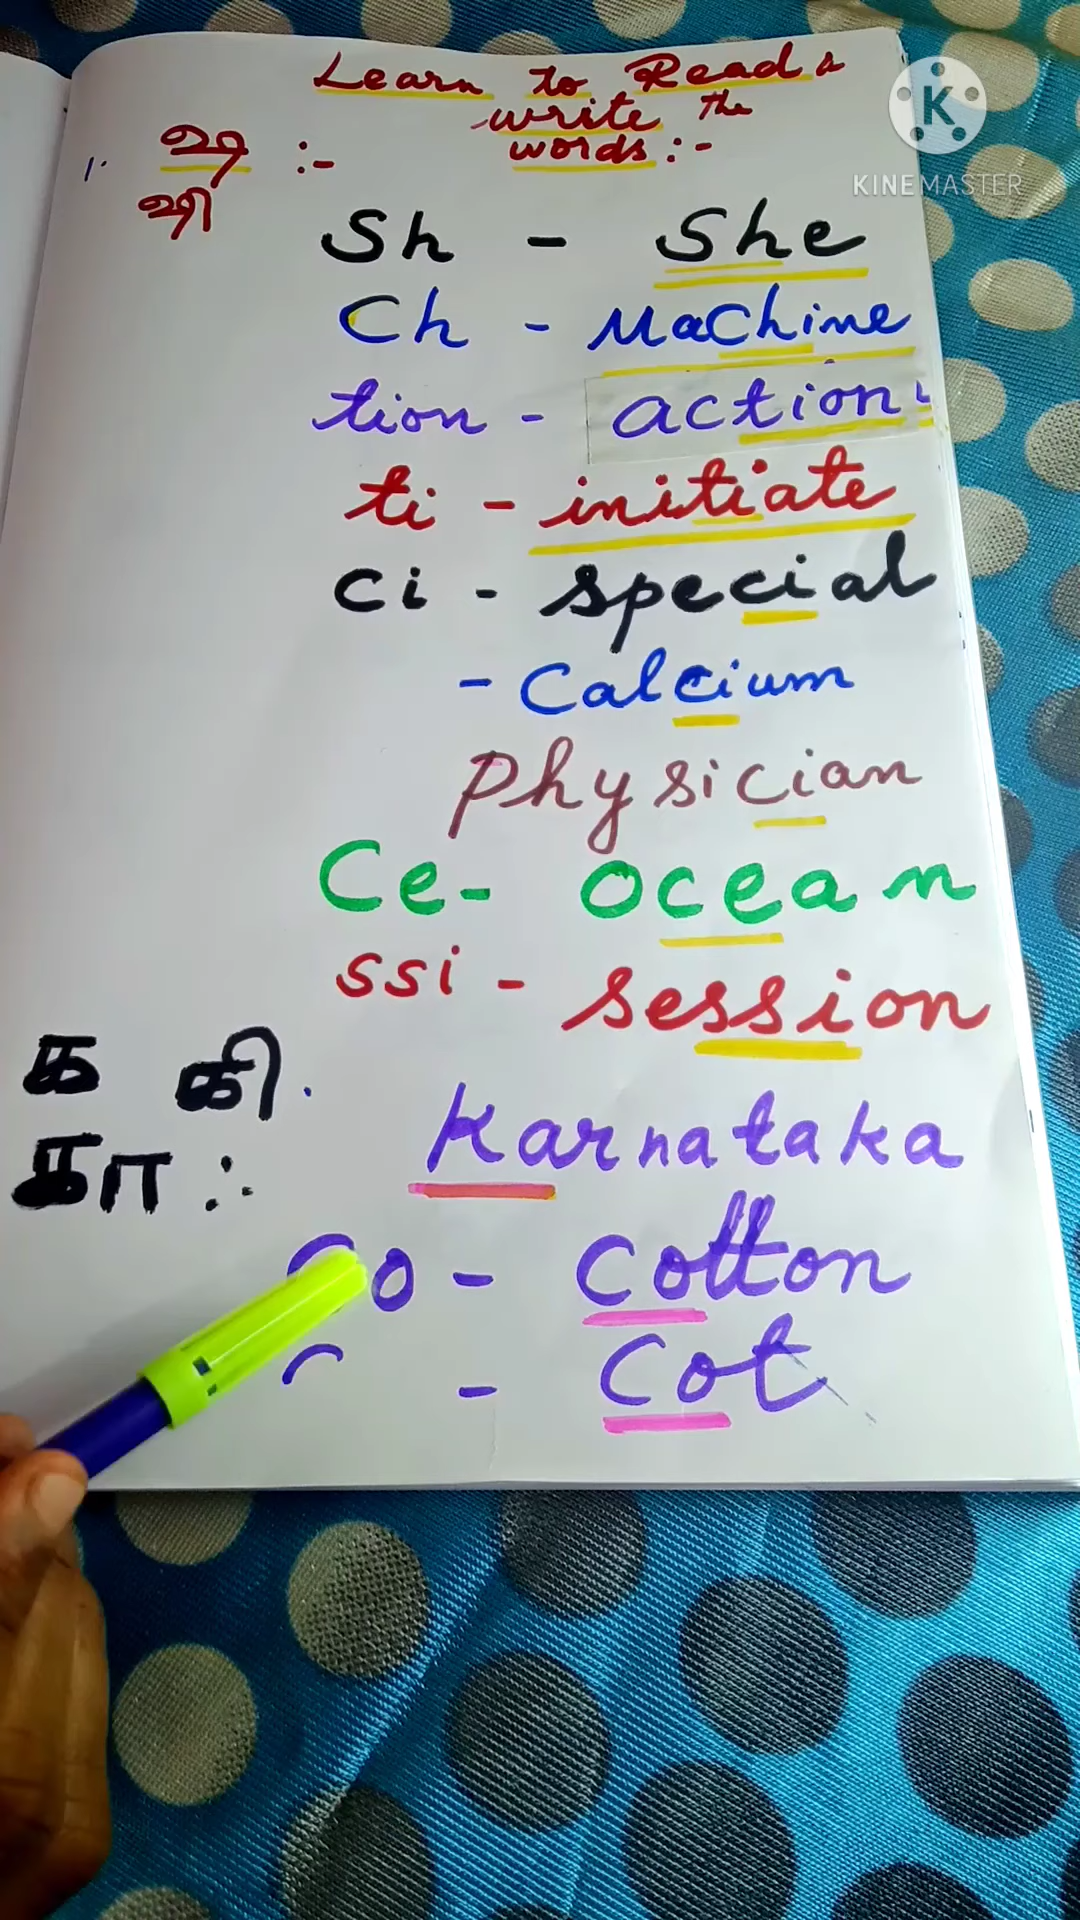 Learn to Read &
write the
words:-
1. ஷ :-
ஷி
Sh - She
Ch - Machine
tion - action
ti - initiate
Ci - special
- Calcium
Physician
Ce - ocean
ssi - session
க கி
Karnataka
கா
Co - Cotton
C - Cot
KINEMASTER